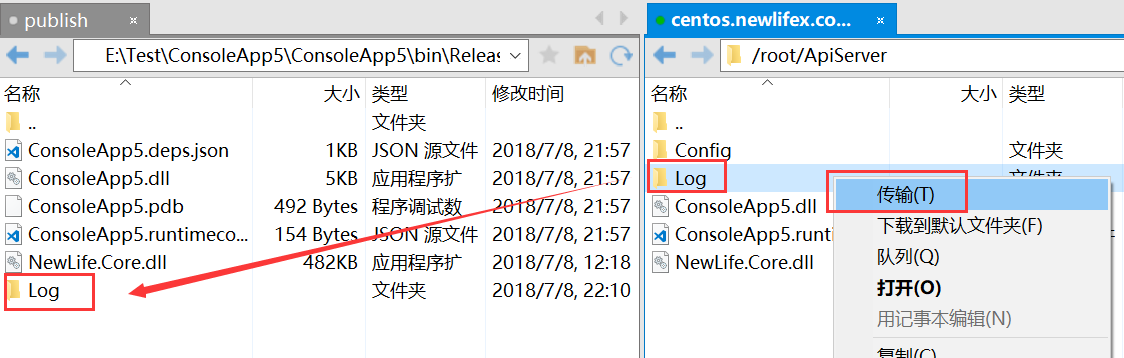 publish ×
E:\Test\ConsoleApp5\ConsoleApp5\bin\Releas
名称 大小 类型 修改时间
.. 文件夹
ConsoleApp5.deps.json 1KB JSON 源文件 2018/7/8, 21:57
ConsoleApp5.dll 5KB 应用程序扩 2018/7/8, 21:57
ConsoleApp5.pdb 492 Bytes 程序调试数 2018/7/8, 21:57
ConsoleApp5.runtimeco... 154 Bytes JSON 源文件 2018/7/8, 21:57
NewLife.Core.dll 482KB 应用程序扩 2018/7/8, 12:18
Log 文件夹 2018/7/8, 22:10
centos.newlifex.co... ×
/root/ApiServer
名称 大小 类型
..
Config 文件夹
Log 文件夹
ConsoleApp5.dll
ConsoleApp5.runti 件
NewLife.Core.dll
传输(T)
下载到默认文件夹(F)
队列(Q)
打开(O)
用记事本编辑(N)
复制(C)